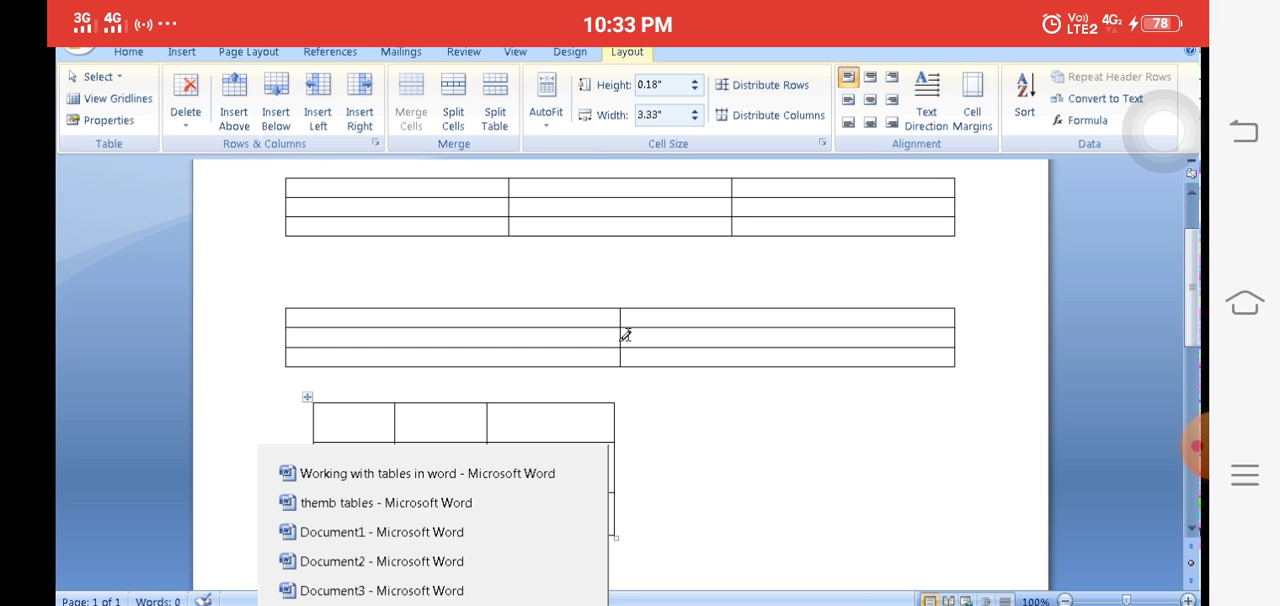 3G 4G 10:33 PM Vo) LTE2 4G2 78
Home Insert Page Layout References Mailings Review View Design Layout
Select Height: 0.18" Distribute Rows Repeat Header Rows
View Gridlines Convert to Text
Properties Width: 3.33" Distribute Columns Formula
Delete Insert Above Insert Below Insert Left Insert Right Merge Cells Split Cells Split Table AutoFit Text Direction Cell Margins Sort
Table Rows & Columns Merge Cell Size Alignment Data
Working with tables in word - Microsoft Word
themb tables - Microsoft Word
Document1 - Microsoft Word
Document2 - Microsoft Word
Document3 - Microsoft Word
Page: 1 of 1 Words: 0 100%